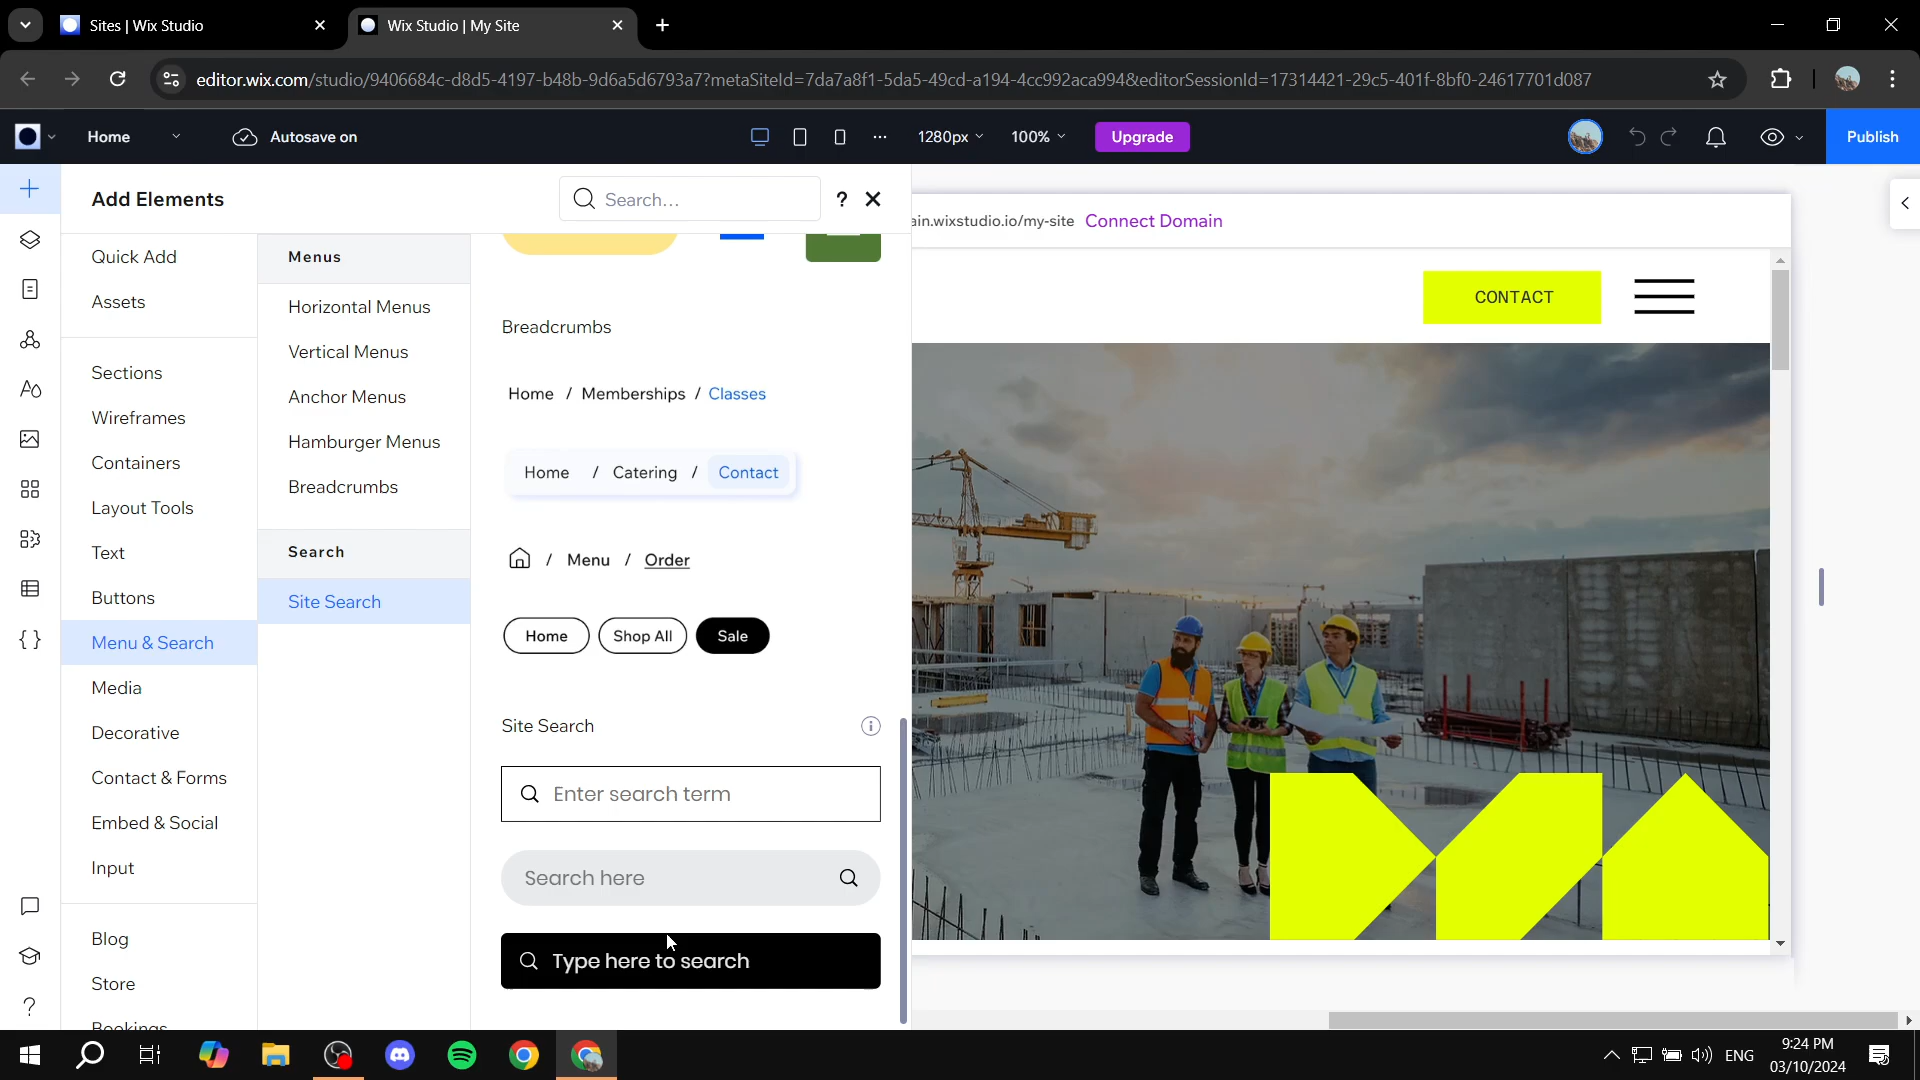 Sites | Wix Studio
Wix Studio | My Site
editor.wix.com/studio/9406684c-d8d5-4197-b48b-9d6a5d6793a7?metaSiteId=7da7a8f1-5da5-49cd-a194-4cc992aca994&editorSessionId=17314421-29c5-401f-8bf0-24617701d087
Home
Autosave on
1280px
100%
Upgrade
Publish
Add Elements
Search...
?
ain.wixstudio.io/my-site
Connect Domain
Quick Add
Assets
Sections
Wireframes
Containers
Layout Tools
Text
Buttons
Menu & Search
Media
Decorative
Contact & Forms
Embed & Social
Input
Blog
Store
Bookings
Menus
Horizontal Menus
Vertical Menus
Anchor Menus
Hamburger Menus
Breadcrumbs
Search
Site Search
Breadcrumbs
Home / Memberships / Classes
Home / Catering / Contact
/ Menu / Order
Home Shop All Sale
Site Search
Enter search term
Search here
Type here to search
CONTACT
ENG
9:24 PM
03/10/2024